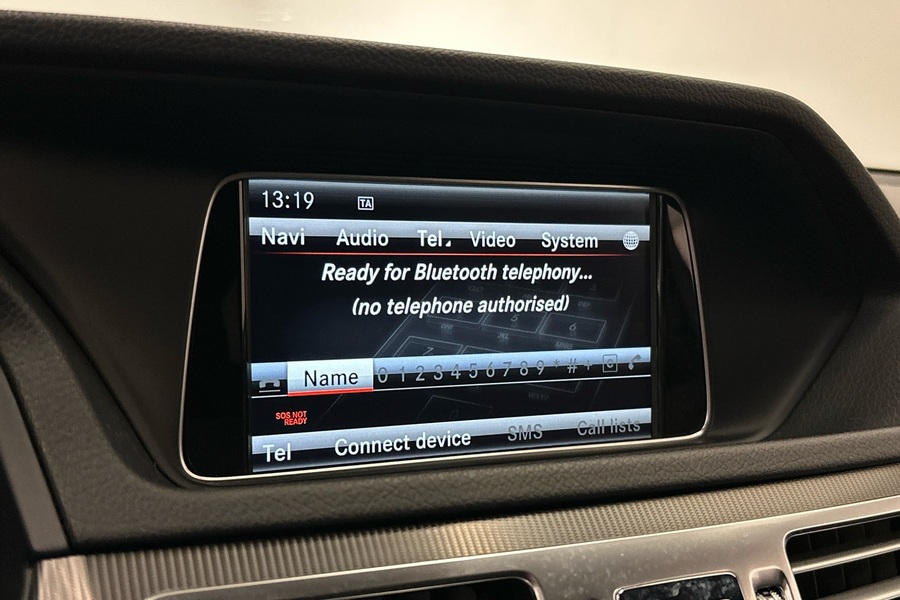 13:19 TA
Navi Audio Tel Video System
Ready for Bluetooth telephony...
(no telephone authorised)
Name 0 1 2 3 4 5 6 7 8 9 * # + C
SOS NOT
READY
Tel Connect device SMS Call lists